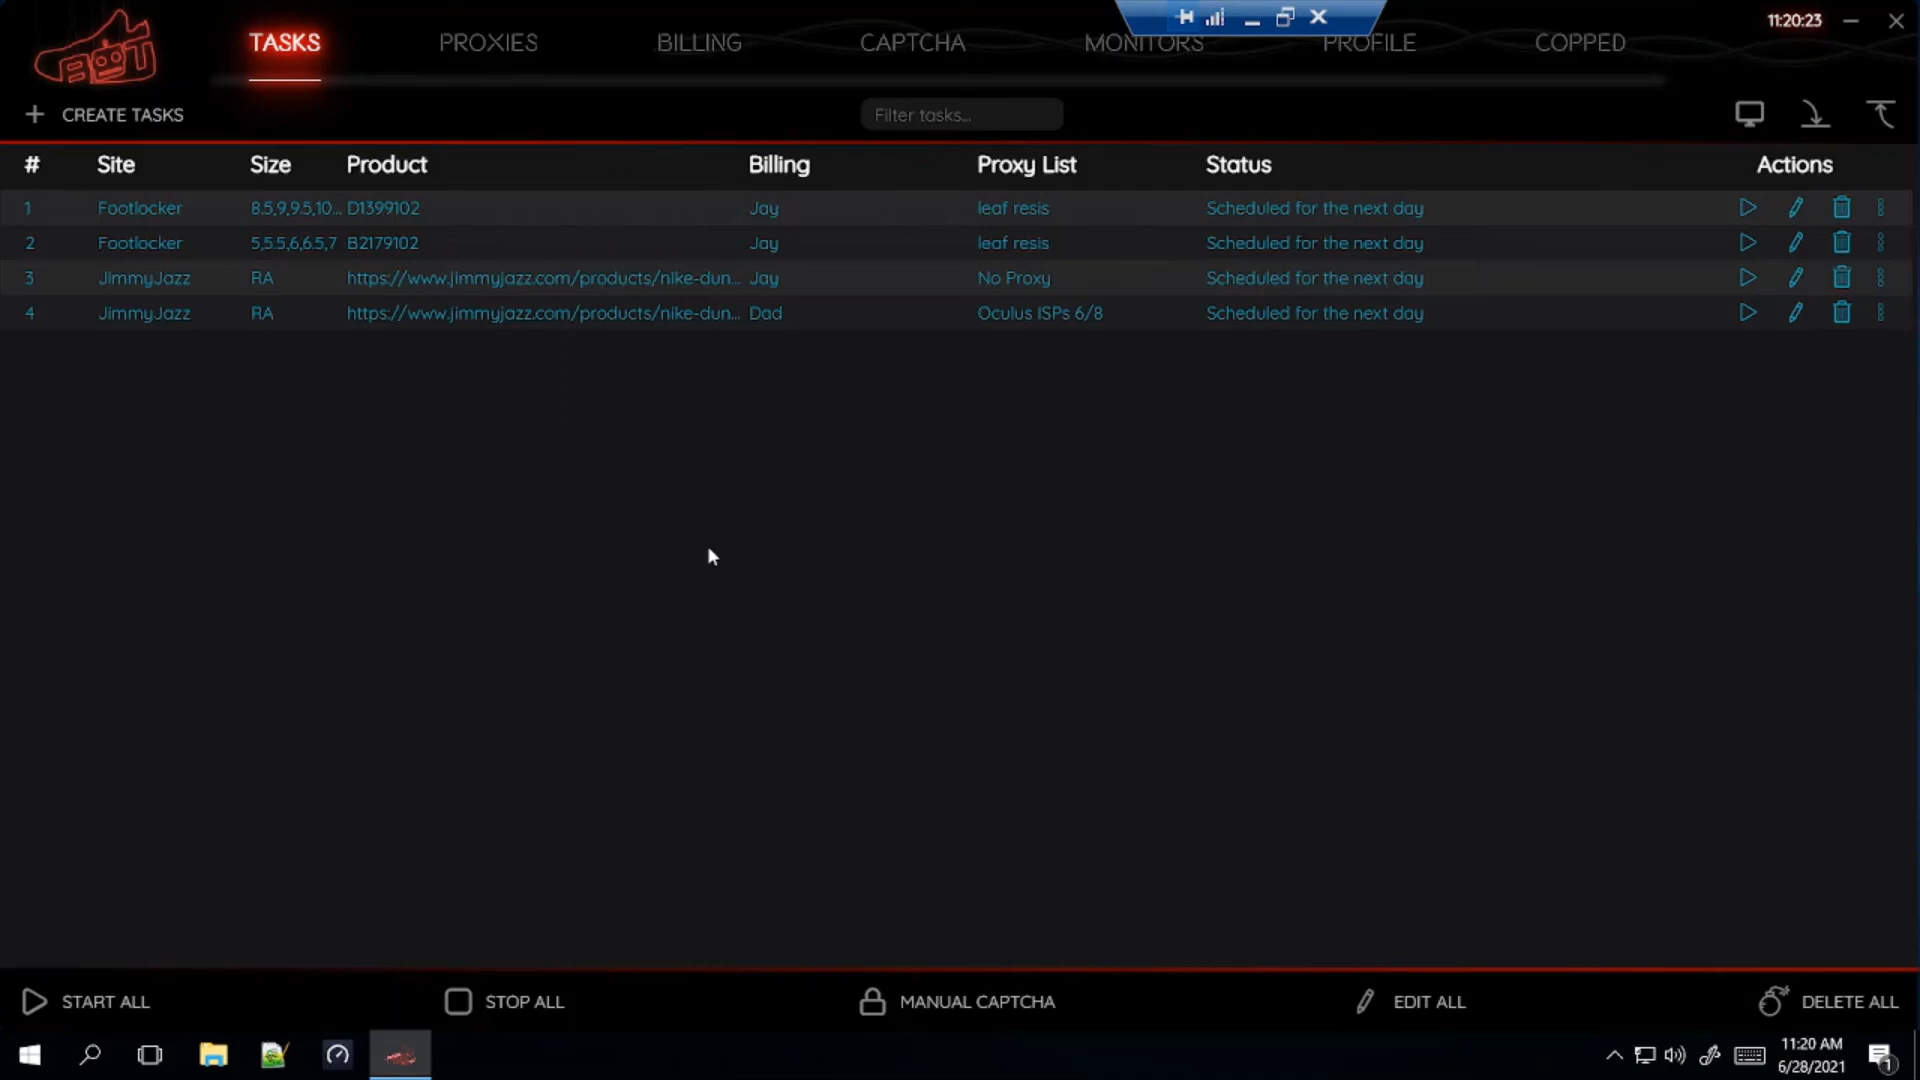 11:20:23
TASKS PROXIES BILLING CAPTCHA MONITORS PROFILE COPPED
CREATE TASKS Filter tasks...
# Site Size Product Billing Proxy List Status Actions
1 Footlocker 8.5,9,9.5,10... D1399102 Jay leaf resis Scheduled for the next day
2 Footlocker 5,5.5,6,6.5,7 B2179102 Jay leaf resis Scheduled for the next day
3 JimmyJazz RA https://www.jimmyjazz.com/products/nike-dun... Jay No Proxy Scheduled for the next day
4 JimmyJazz RA https://www.jimmyjazz.com/products/nike-dun... Dad Oculus ISPs 6/8 Scheduled for the next day
START ALL STOP ALL MANUAL CAPTCHA EDIT ALL DELETE ALL
11:20 AM
6/28/2021
1